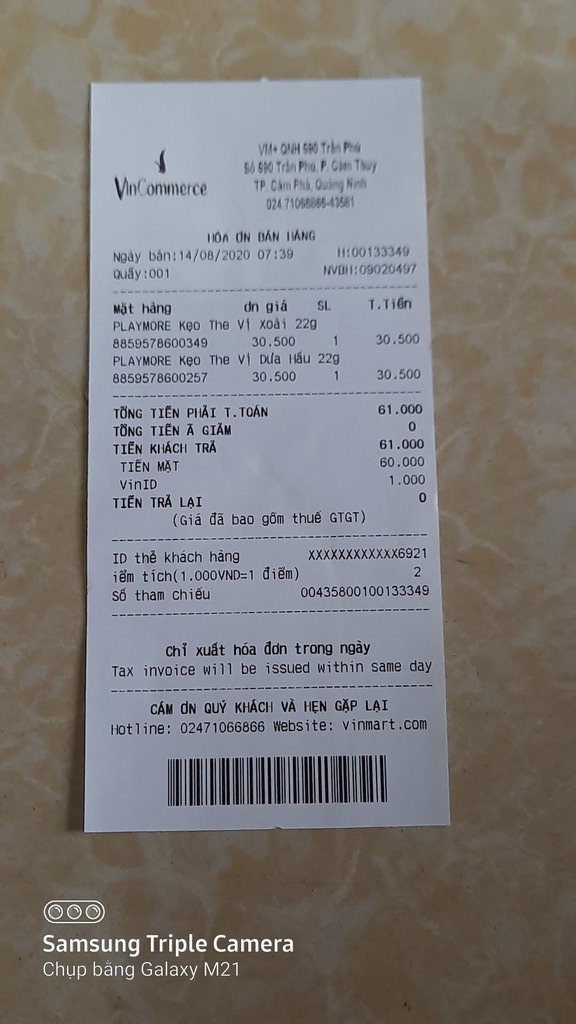 VinCommerce
VM+ QNH 590 Trần Phú
Số 590 Trần Phú, P. Cẩm Thủy
TP. Cẩm Phả, Quảng Ninh
024.71066866-43581
HÓA ƠN BÁN HÀNG
Ngày bán:14/08/2020 07:39 H:00133349
Quầy:001 NVBH:09020497
Mặt hàng ơn giá SL T.Tiền
PLAYMORE Kẹo The Vị Xoài 22g
8859578600349 30.500 1 30.500
PLAYMORE Kẹo The Vị Dưa Hấu 22g
8859578600257 30.500 1 30.500
TỔNG TIỀN PHẢI T.TOÁN 61.000
TỔNG TIỀN Ã GIẢM 0
TIỀN KHÁCH TRẢ 61.000
TIỀN MẶT 60.000
VinID 1.000
TIỀN TRẢ LẠI 0
(Giá đã bao gồm thuế GTGT)
ID thẻ khách hàng XXXXXXXXXXXX6921
iểm tích(1.000VND=1 điểm) 2
Số tham chiếu 00435800100133349
Chỉ xuất hóa đơn trong ngày
Tax invoice will be issued within same day
CẢM ƠN QUÝ KHÁCH VÀ HẸN GẶP LẠI
Hotline: 02471066866 Website: vinmart.com
Samsung Triple Camera
Chụp bằng Galaxy M21